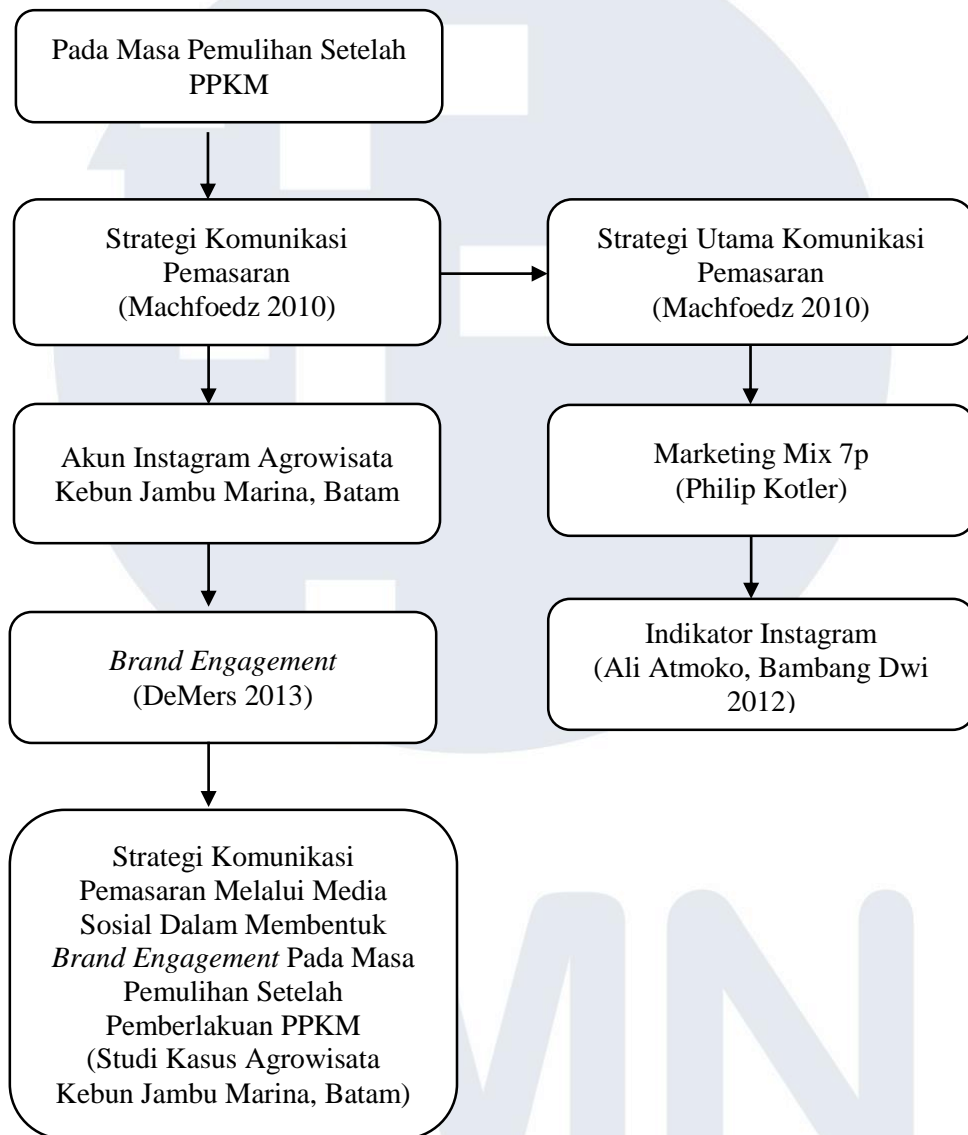 Pada Masa Pemulihan Setelah
PPKM
Strategi Komunikasi
Pemasaran
(Machfoedz 2010)
Strategi Utama Komunikasi
Pemasaran
(Machfoedz 2010)
Akun Instagram Agrowisata
Kebun Jambu Marina, Batam
Marketing Mix 7p
(Philip Kotler)
Brand Engagement
(DeMers 2013)
Indikator Instagram
(Ali Atmoko, Bambang Dwi
2012)
Strategi Komunikasi
Pemasaran Melalui Media
Sosial Dalam Membentuk
Brand Engagement Pada Masa
Pemulihan Setelah
Pemberlakuan PPKM
(Studi Kasus Agrowisata
Kebun Jambu Marina, Batam)
MN